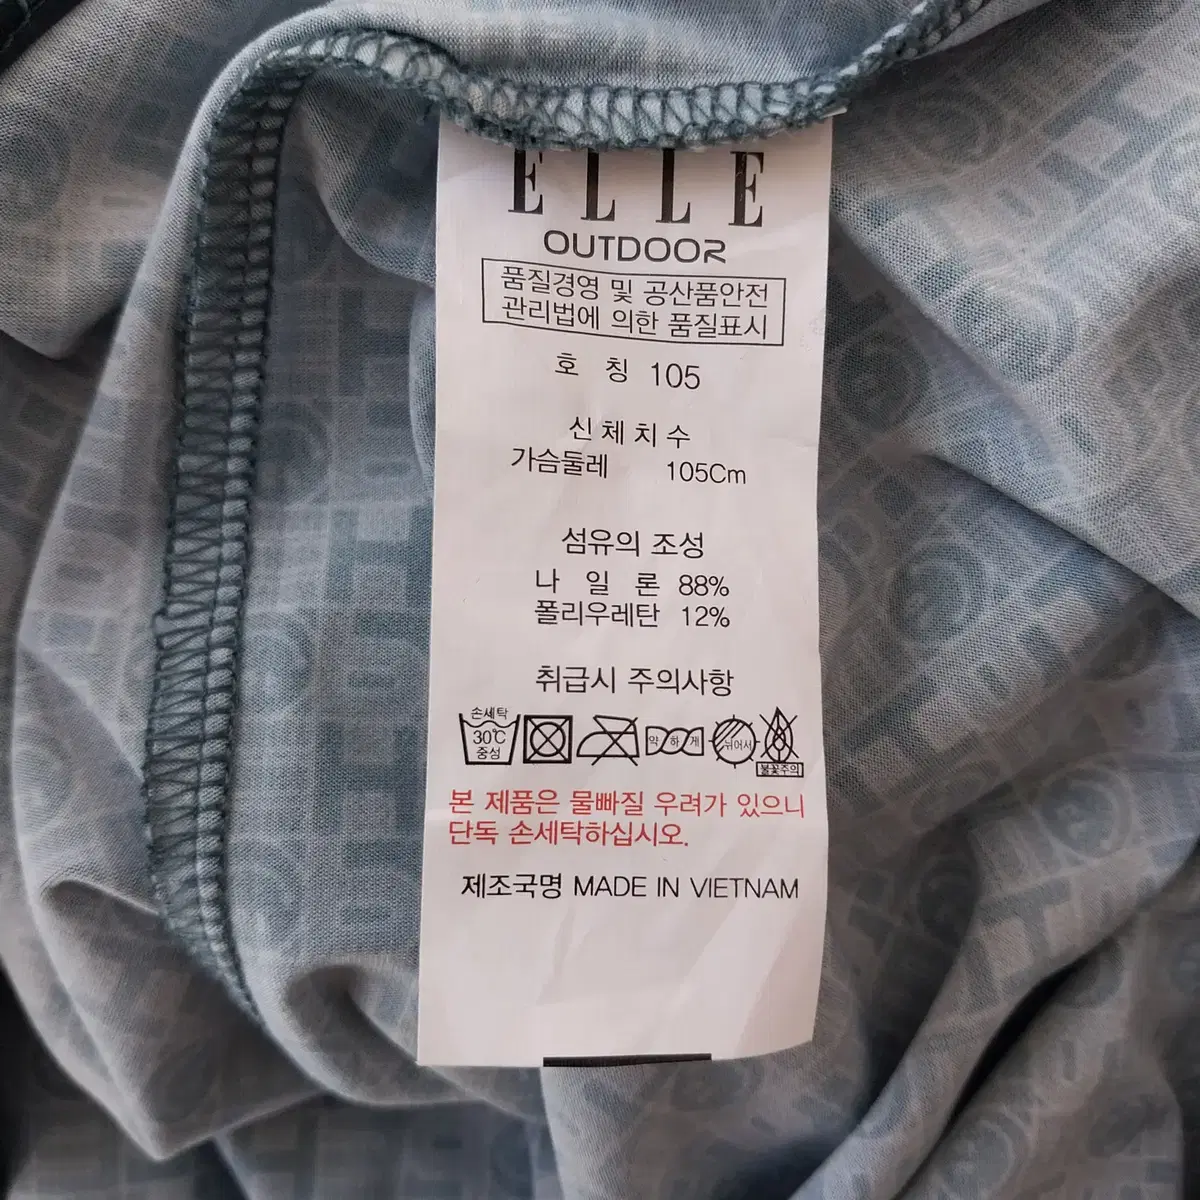 ELLE
OUTDOOR
품질경영 및 공산품안전
관리법에 의한 품질표시
호 칭 105
신체치수
가슴둘레 105Cm
섬유의 조성
나 일 론 88%
폴리우레탄 12%
취급시 주의사항
손세탁
30℃
중성
약 하 게
뉘어서
불꽃주의
본 제품은 물빠질 우려가 있으니
단독 손세탁하십시오.
제조국명 MADE IN VIETNAM